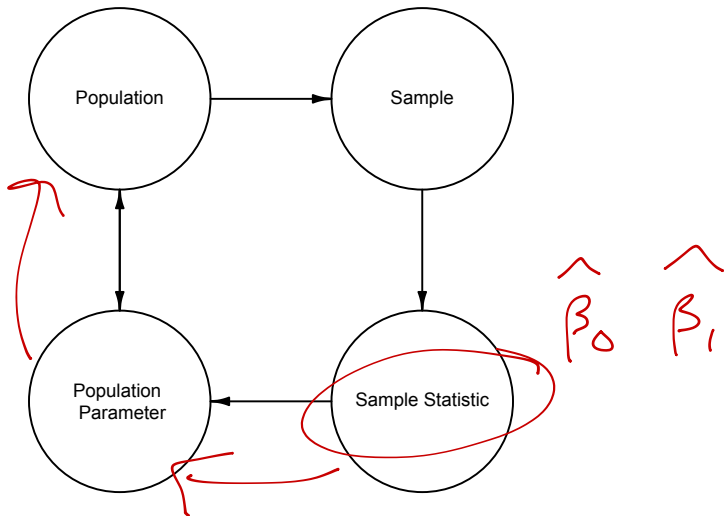 Population
Sample
β̂₀ β̂₁
Population
Parameter
Sample Statistic